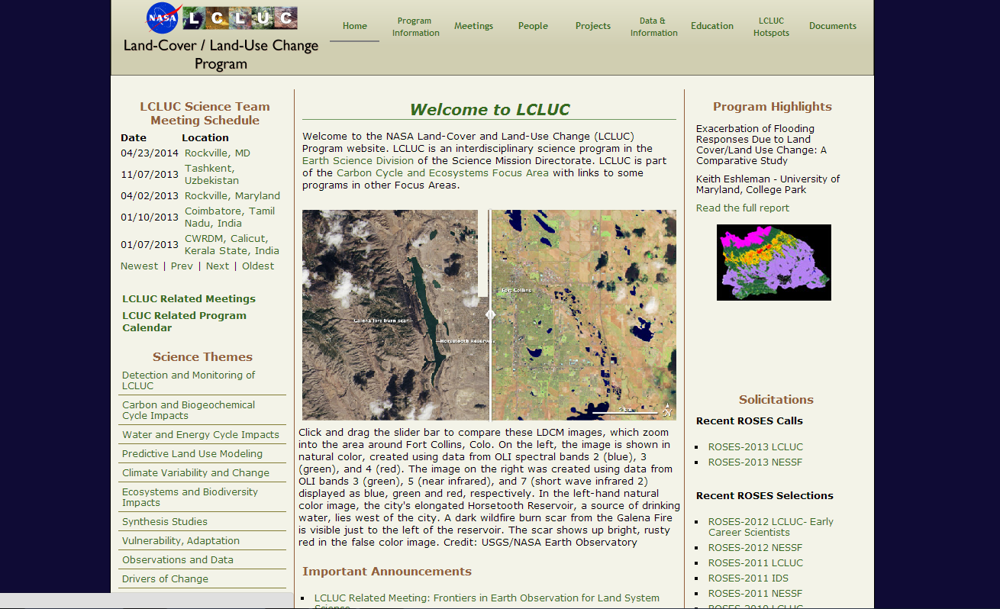 NASA
L C L U C
Land-Cover / Land-Use Change
Program
Home
Program
Information
Meetings
People
Projects
Data &
Information
Education
LCLUC
Hotspots
Documents
LCLUC Science Team
Meeting Schedule
Date Location
04/23/2014 Rockville, MD
11/07/2013 Tashkent,
Uzbekistan
04/02/2013 Rockville, Maryland
01/10/2013 Coimbatore, Tamil
Nadu, India
01/07/2013 CWRDM, Calicut,
Kerala State, India
Newest | Prev | Next | Oldest
LCLUC Related Meetings
LCUC Related Program
Calendar
Science Themes
Detection and Monitoring of
LCLUC
Carbon and Biogeochemical
Cycle Impacts
Water and Energy Cycle Impacts
Predictive Land Use Modeling
Climate Variability and Change
Ecosystems and Biodiversity
Impacts
Synthesis Studies
Vulnerability, Adaptation
Observations and Data
Drivers of Change
Welcome to LCLUC
Welcome to the NASA Land-Cover and Land-Use Change (LCLUC)
Program website. LCLUC is an interdisciplinary science program in the
Earth Science Division of the Science Mission Directorate. LCLUC is part
of the Carbon Cycle and Ecosystems Focus Area with links to some
programs in other Focus Areas.
Fort Collins
Galena Fire burn scar
Horsetooth Reserv
N
Click and drag the slider bar to compare these LDCM images, which zoom
into the area around Fort Collins, Colo. On the left, the image is shown in
natural color, created using data from OLI spectral bands 2 (blue), 3
(green), and 4 (red). The image on the right was created using data from
OLI bands 3 (green), 5 (near infrared), and 7 (short wave infrared 2)
displayed as blue, green and red, respectively. In the left-hand natural
color image, the city's elongated Horsetooth Reservoir, a source of drinking
water, lies west of the city. A dark wildfire burn scar from the Galena Fire
is visible just to the left of the reservoir. The scar shows up bright, rusty
red in the false color image. Credit: USGS/NASA Earth Observatory
Important Announcements
LCLUC Related Meeting: Frontiers in Earth Observation for Land System
Science
Program Highlights
Exacerbation of Flooding
Responses Due to Land
Cover/Land Use Change: A
Comparative Study
Keith Eshleman - University of
Maryland, College Park
Read the full report
Solicitations
Recent ROSES Calls
ROSES-2013 LCLUC
ROSES-2013 NESSF
Recent ROSES Selections
ROSES-2012 LCLUC- Early
Career Scientists
ROSES-2012 NESSF
ROSES-2011 LCLUC
ROSES-2011 IDS
ROSES-2011 NESSF
ROSES-2010 LCLUC